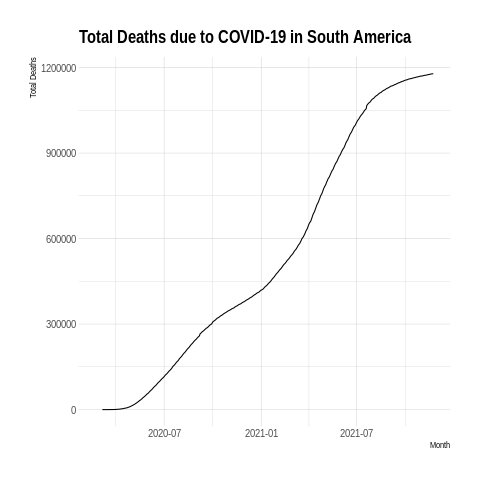 Total Deaths due to COVID-19 in South America
Total Deaths
1200000
900000
600000
300000
0
2020-07 2021-01 2021-07
Month